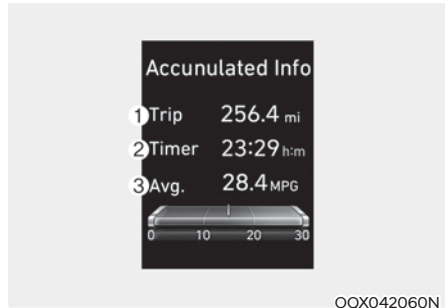 Accunulated Info
1 Trip 256.4 mi
2 Timer 23:29 h:m
3 Avg. 28.4 MPG
0 10 20 30
OQX042060N